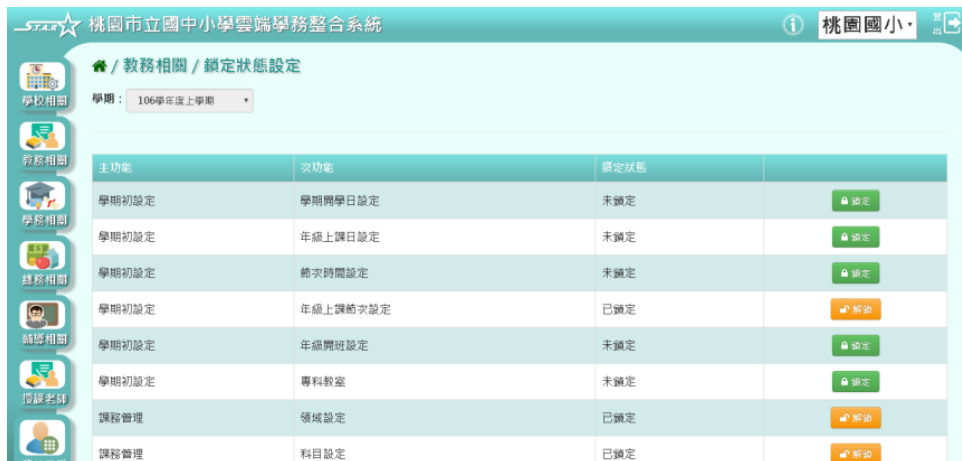 STAR 桃園市立國中小學雲端學務整合系統 桃園國小 登出
學校相關
教務相關
學務相關
總務相關
輔導相關
授課老師
/ 教務相關 / 鎖定狀態設定
學期： 106學年度上學期
主功能 次功能 鎖定狀態
學期初設定 學期開學日設定 未鎖定 鎖定
學期初設定 年級上課日設定 未鎖定 鎖定
學期初設定 節次時間設定 未鎖定 鎖定
學期初設定 年級上課節次設定 已鎖定 解鎖
學期初設定 年級開班設定 未鎖定 鎖定
學期初設定 專科教室 未鎖定 鎖定
課務管理 領域設定 已鎖定 解鎖
課務管理 科目設定 已鎖定 解鎖